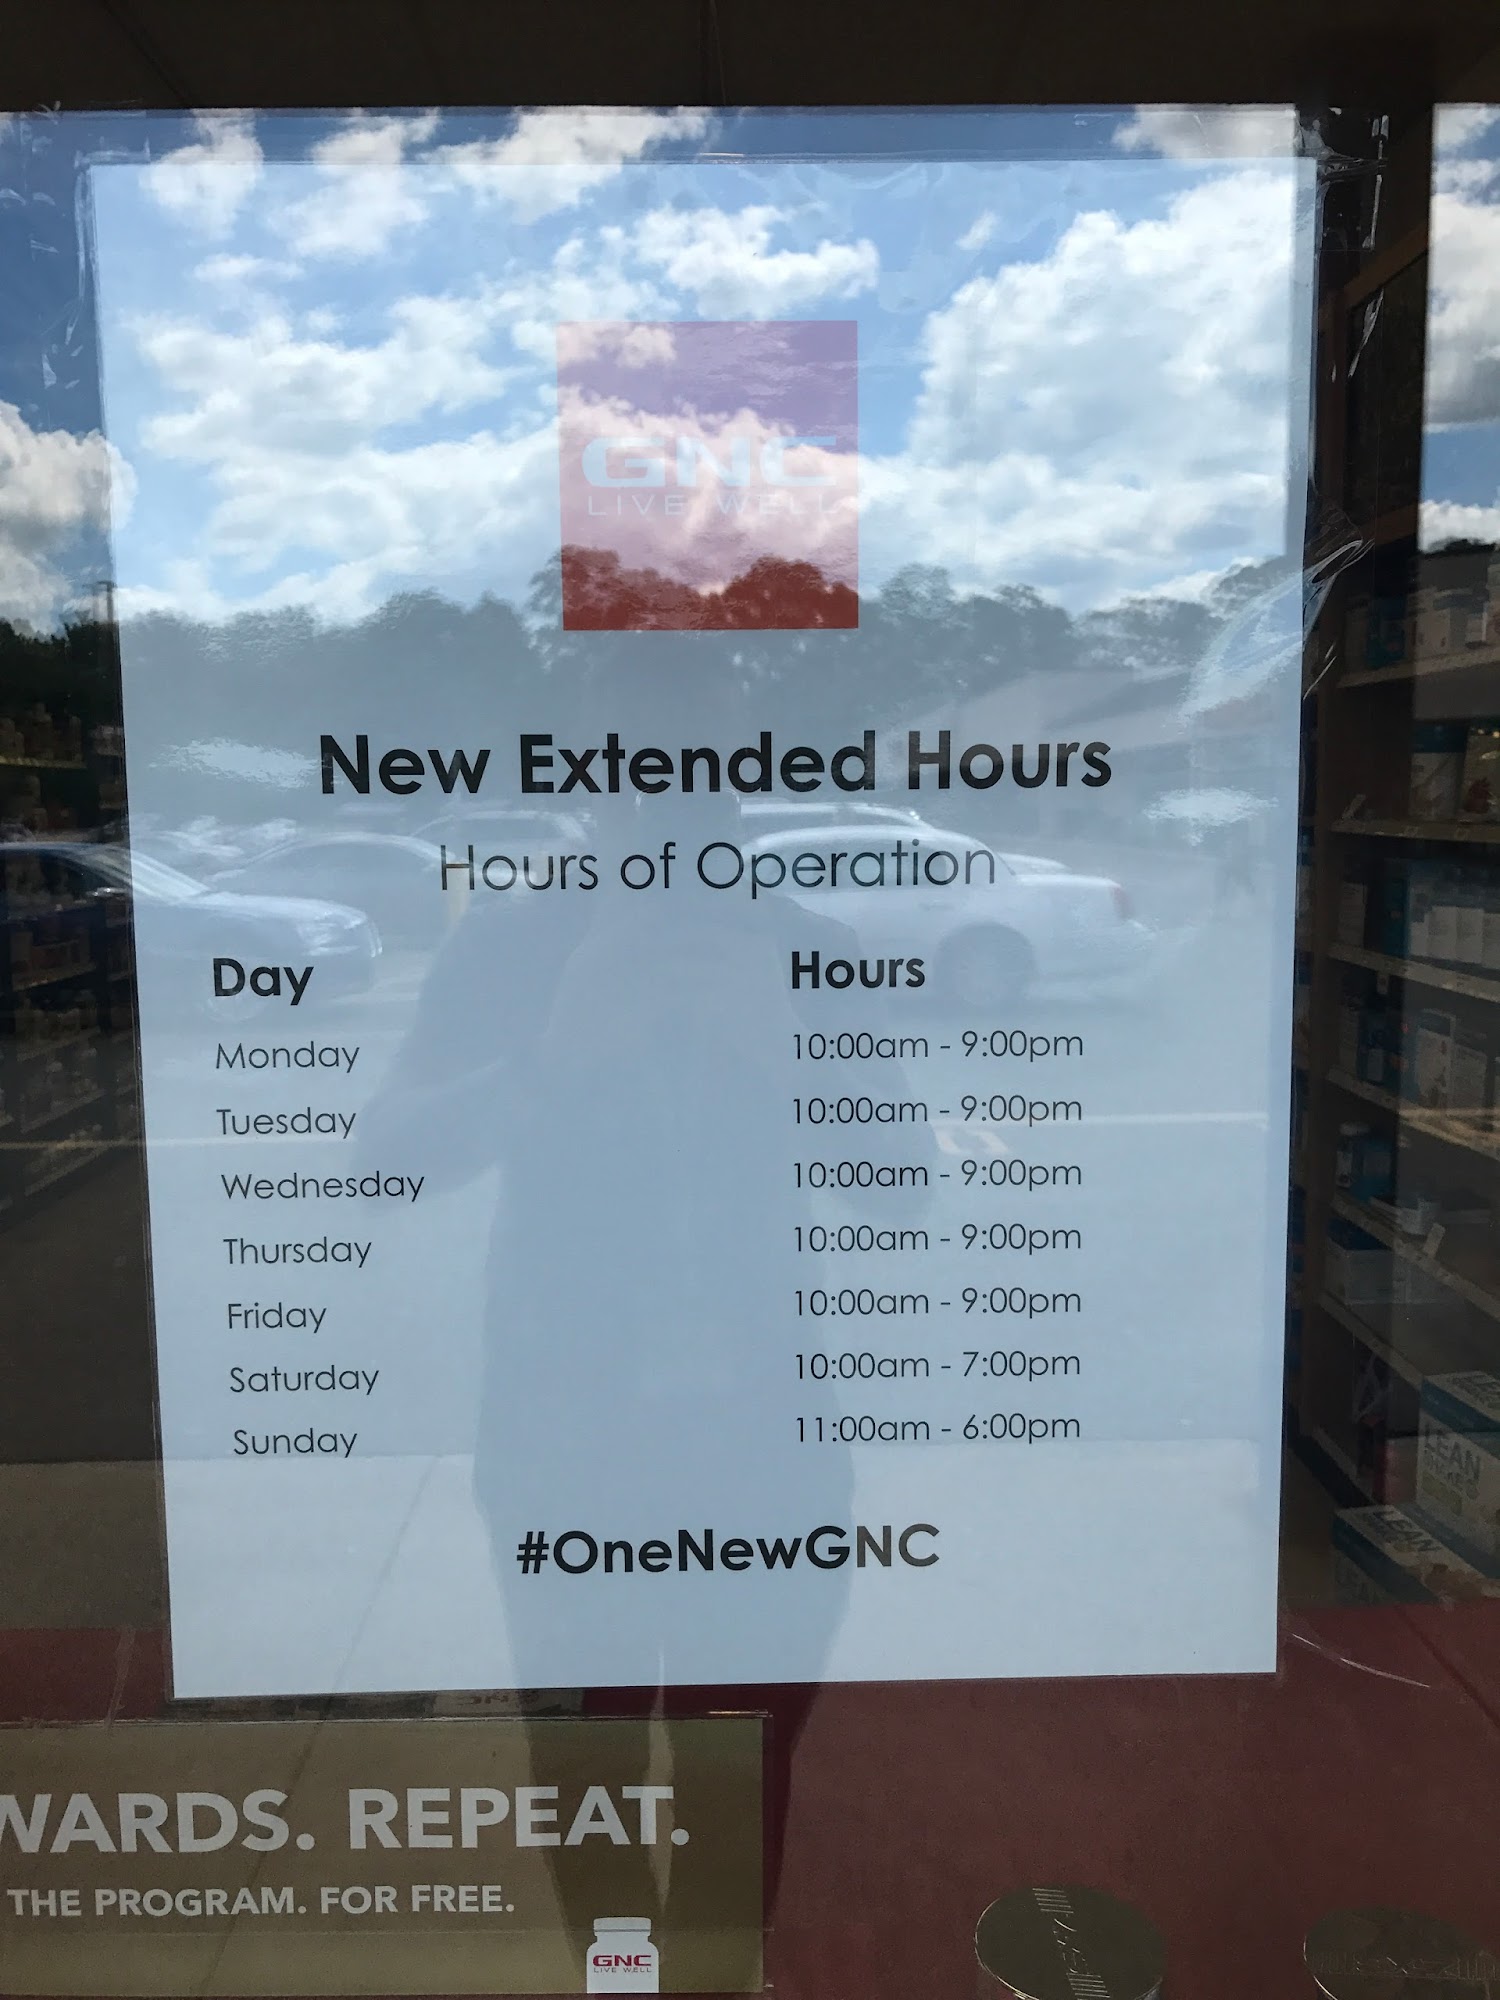 GNC
LIVE WELL
New Extended Hours
Hours of Operation
Day Hours
Monday 10:00am - 9:00pm
Tuesday 10:00am - 9:00pm
Wednesday 10:00am - 9:00pm
Thursday 10:00am - 9:00pm
Friday 10:00am - 9:00pm
Saturday 10:00am - 7:00pm
Sunday 11:00am - 6:00pm
#OneNewGNC
LEAN
LEAN
WARDS. REPEAT.
THE PROGRAM. FOR FREE.
GNC
LIVE WELL